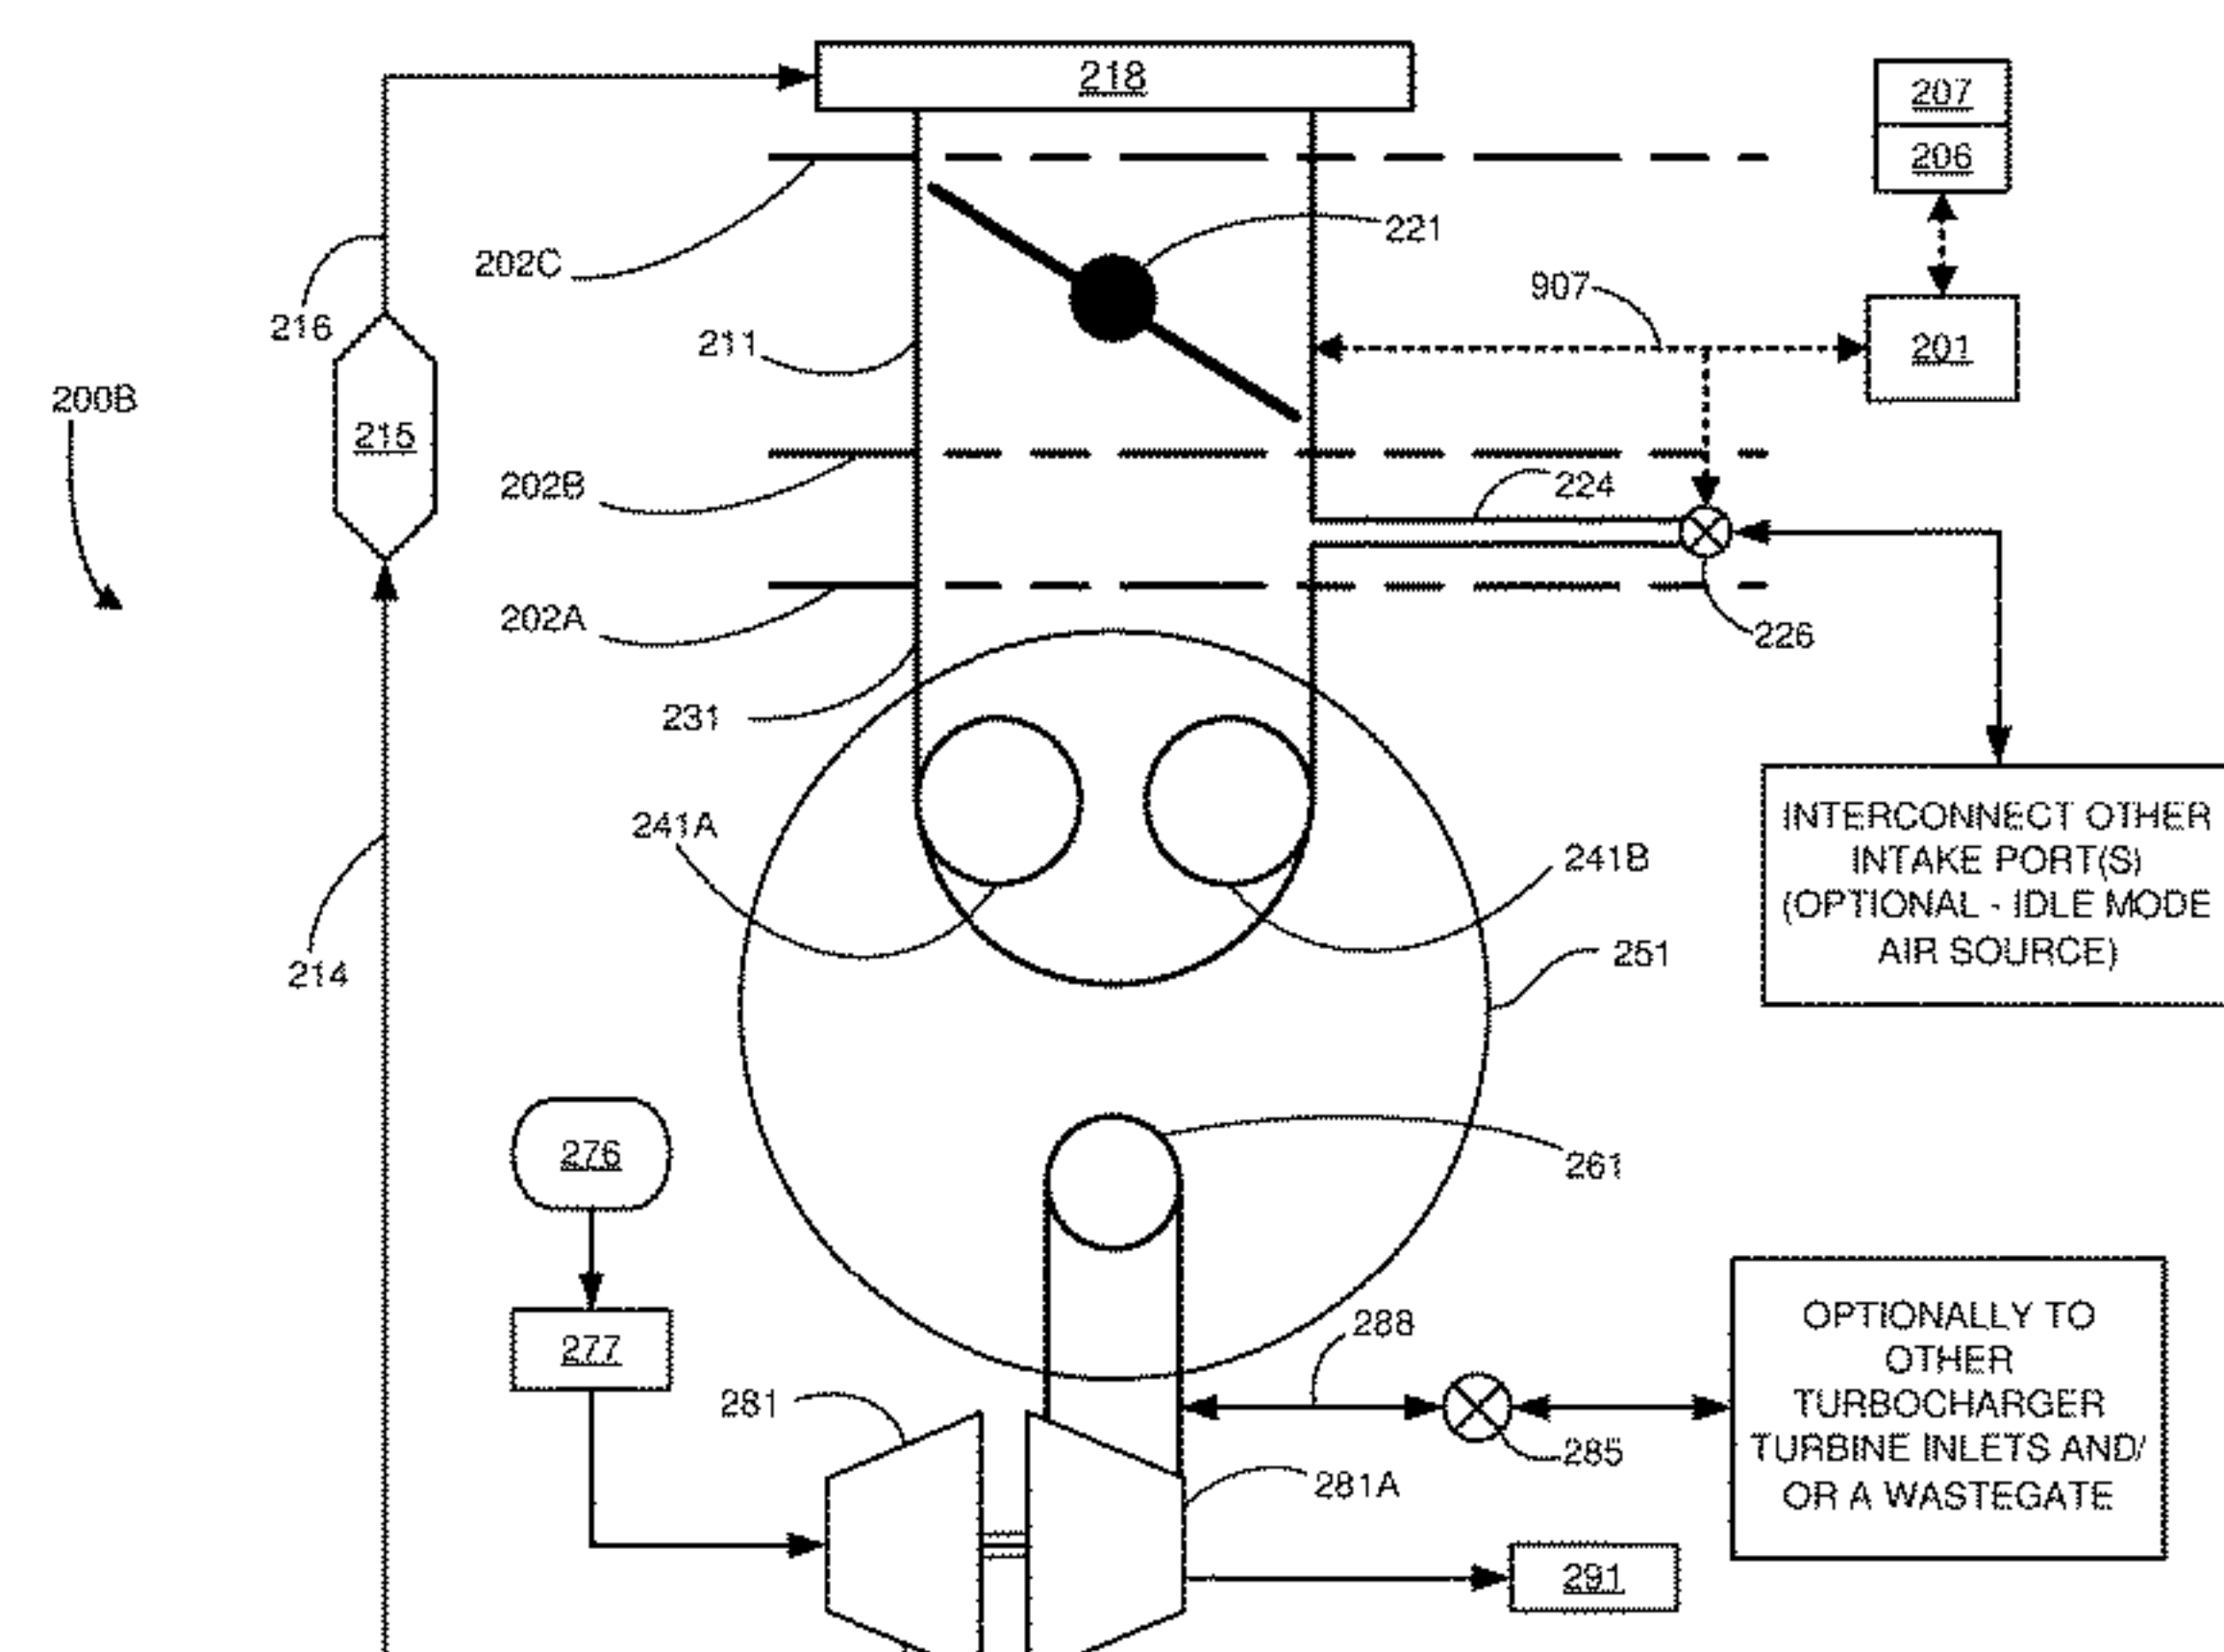 218
207
206
221
202C
907
216
211
201
200B
215
202B
224
202A
226
231
INTERCONNECT OTHER
INTAKE PORT(S)
(OPTIONAL - IDLE MODE
AIR SOURCE)
241A
241B
251
214
276
261
OPTIONALLY TO
OTHER
TURBOCHARGER
TURBINE INLETS AND/
OR A WASTEGATE
288
277
281
285
281A
291